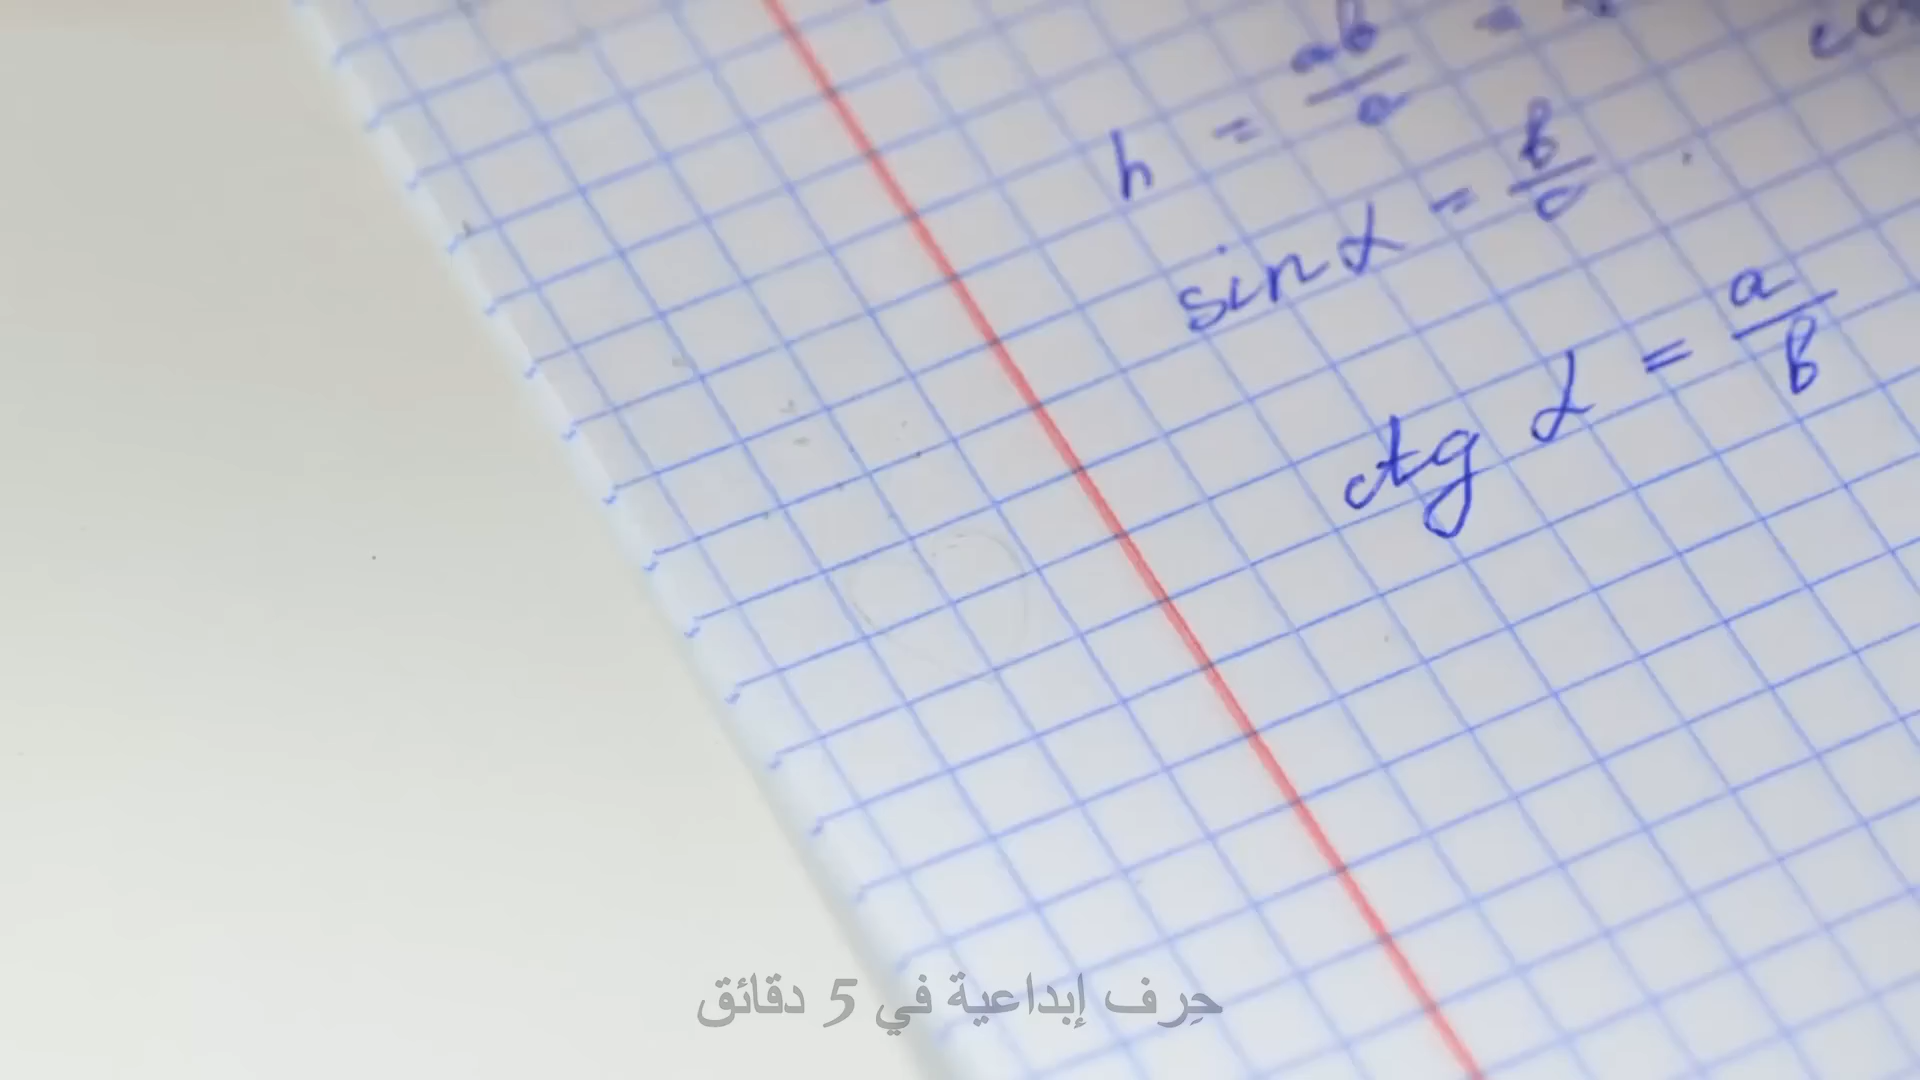 h = ab/a =
sin α = b/c
ctg α = a/b
حِرف إبداعية في 5 دقائق